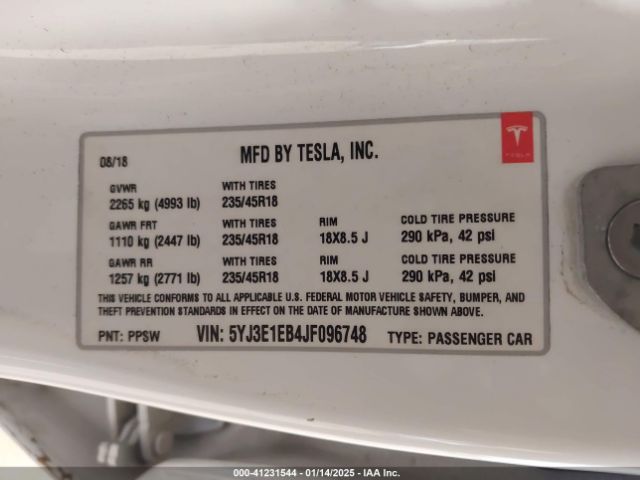 08/18 MFD BY TESLA, INC. TESLA
GVWR WITH TIRES
2265 kg (4993 lb) 235/45R18
GAWR FRT WITH TIRES RIM COLD TIRE PRESSURE
1110 kg (2447 lb) 235/45R18 18X8.5 J 290 kPa, 42 psi
GAWR RR WITH TIRES RIM COLD TIRE PRESSURE
1257 kg (2771 lb) 235/45R18 18X8.5 J 290 kPa, 42 psi
THIS VEHICLE CONFORMS TO ALL APPLICABLE U.S. FEDERAL MOTOR VEHICLE SAFETY, BUMPER, AND
THEFT PREVENTION STANDARDS IN EFFECT ON THE DATE OF MANUFACTURE SHOWN ABOVE.
PNT: PPSW VIN: 5YJ3E1EB4JF096748 TYPE: PASSENGER CAR
000-41231544 - 01/14/2025 - IAA Inc.